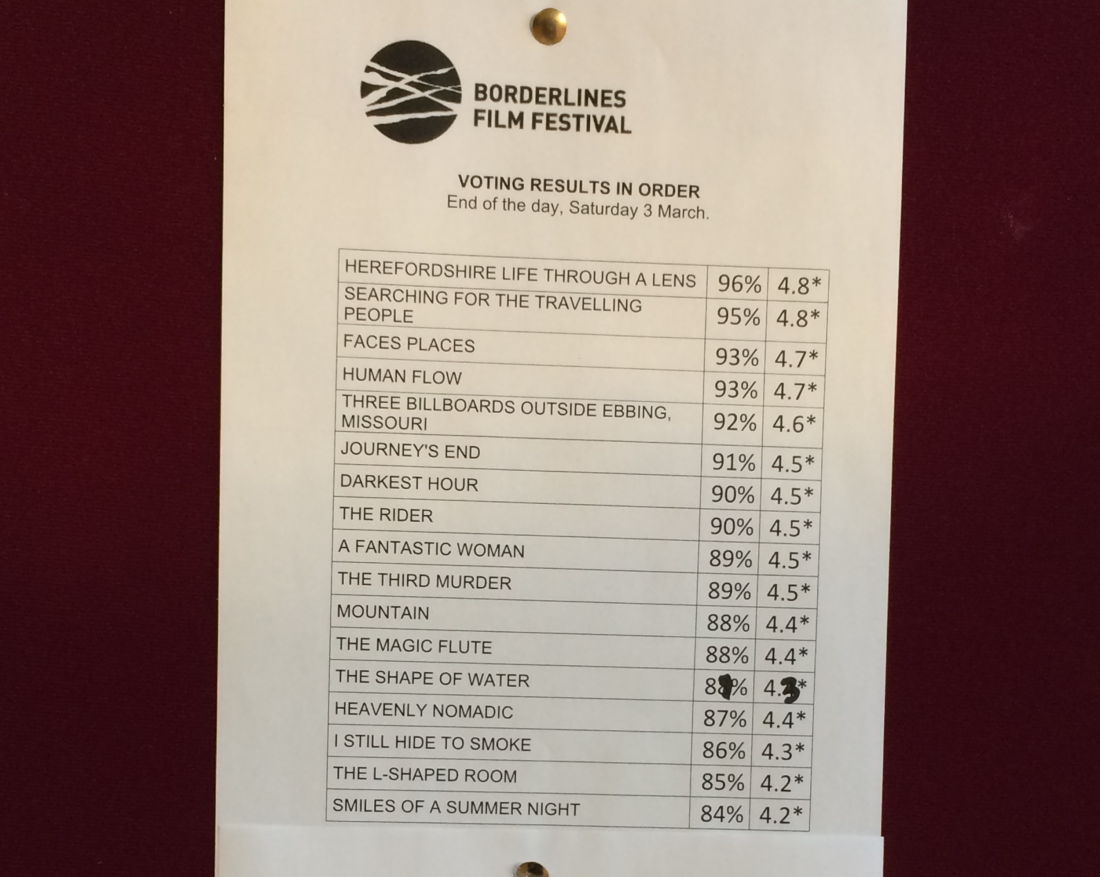 BORDERLINES
FILM FESTIVAL
VOTING RESULTS IN ORDER
End of the day, Saturday 3 March.
HEREFORDSHIRE LIFE THROUGH A LENS 96% 4.8*
SEARCHING FOR THE TRAVELLING
PEOPLE 95% 4.8*
FACES PLACES 93% 4.7*
HUMAN FLOW 93% 4.7*
THREE BILLBOARDS OUTSIDE EBBING,
MISSOURI 92% 4.6*
JOURNEY'S END 91% 4.5*
DARKEST HOUR 90% 4.5*
THE RIDER 90% 4.5*
A FANTASTIC WOMAN 89% 4.5*
THE THIRD MURDER 89% 4.5*
MOUNTAIN 88% 4.4*
THE MAGIC FLUTE 88% 4.4*
THE SHAPE OF WATER 4.3*
HEAVENLY NOMADIC 87% 4.4*
I STILL HIDE TO SMOKE 86% 4.3*
THE L-SHAPED ROOM 85% 4.2*
SMILES OF A SUMMER NIGHT 84% 4.2*